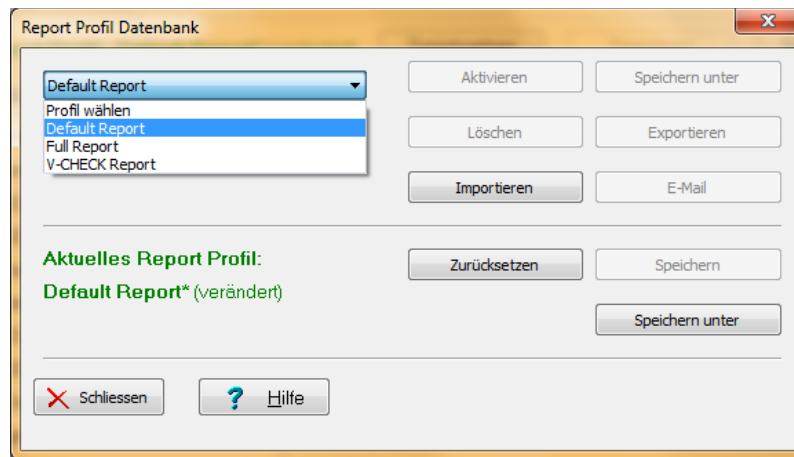 Report Profil Datenbank
Default Report
Profil wählen
Default Report
Full Report
V-CHECK Report
Aktivieren
Speichern unter
Löschen
Exportieren
Importieren
E-Mail
Aktuelles Report Profil:
Default Report* (verändert)
Zurücksetzen
Speichern
Speichern unter
Schliessen
? Hilfe